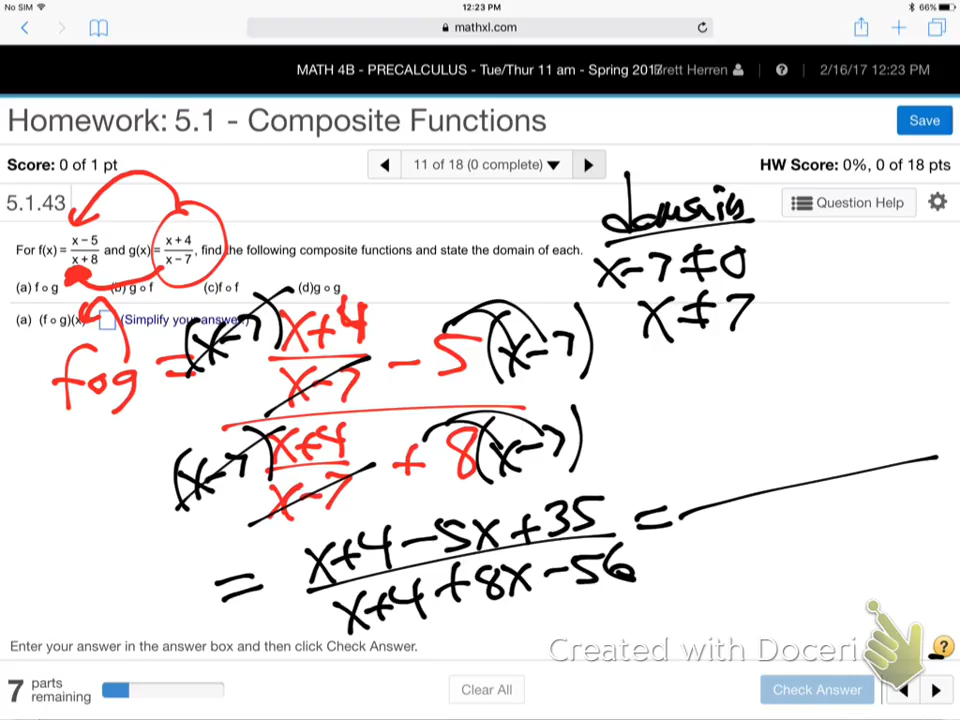 No SIM 12:23 PM 66%
mathxl.com
MATH 4B - PRECALCULUS - Tue/Thur 11 am - Spring 2017 Brett Herren 2/16/17 12:23 PM
Homework: 5.1 - Composite Functions Save
Score: 0 of 1 pt 11 of 18 (0 complete) HW Score: 0%, 0 of 18 pts
5.1.43 Question Help
domain
x-7≠0
x≠7
For f(x) = (x-5)/(x+8) and g(x) = (x+4)/(x-7), find the following composite functions and state the domain of each.
(a) f∘g (b) g∘f (c) f∘f (d) g∘g
(a) (f∘g)(x) = (Simplify your answer.)
fog = (x-7) x+4 / x-7 - 5(x-7)
(x-7) x+4 / x-7 + 8(x-7)
= x+4-5x+35 =
x+4+8x-56
Enter your answer in the answer box and then click Check Answer.
Created with Doceri ?
7 parts remaining Clear All Check Answer